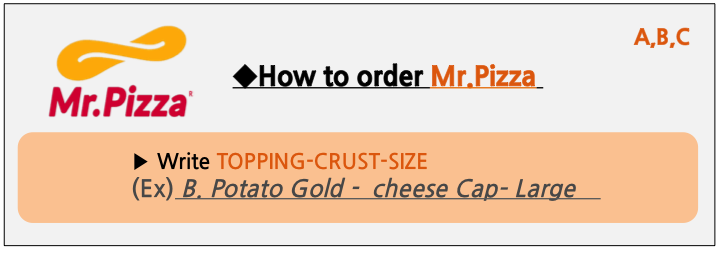 A,B,C
Mr.Pizza®
◆How to order Mr.Pizza
▶ Write TOPPING-CRUST-SIZE
(Ex) B. Potato Gold - cheese Cap- Large